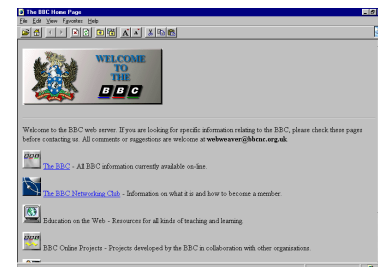 The BBC Home Page
File Edit View Favorites Help
WELCOME
TO
THE
BBC
Welcome to the BBC web server. If you are looking for specific information relating to the BBC, please check these pages
before contacting us. All comments or suggestions are welcome at webweaver@bbcnc.org.uk.
The BBC - All BBC information currently available on-line.
The BBC Networking Club - Information on what it is and how to become a member.
Education on the Web - Resources for all kinds of teaching and learning.
BBC Online Projects - Projects developed by the BBC in collaboration with other organisations.